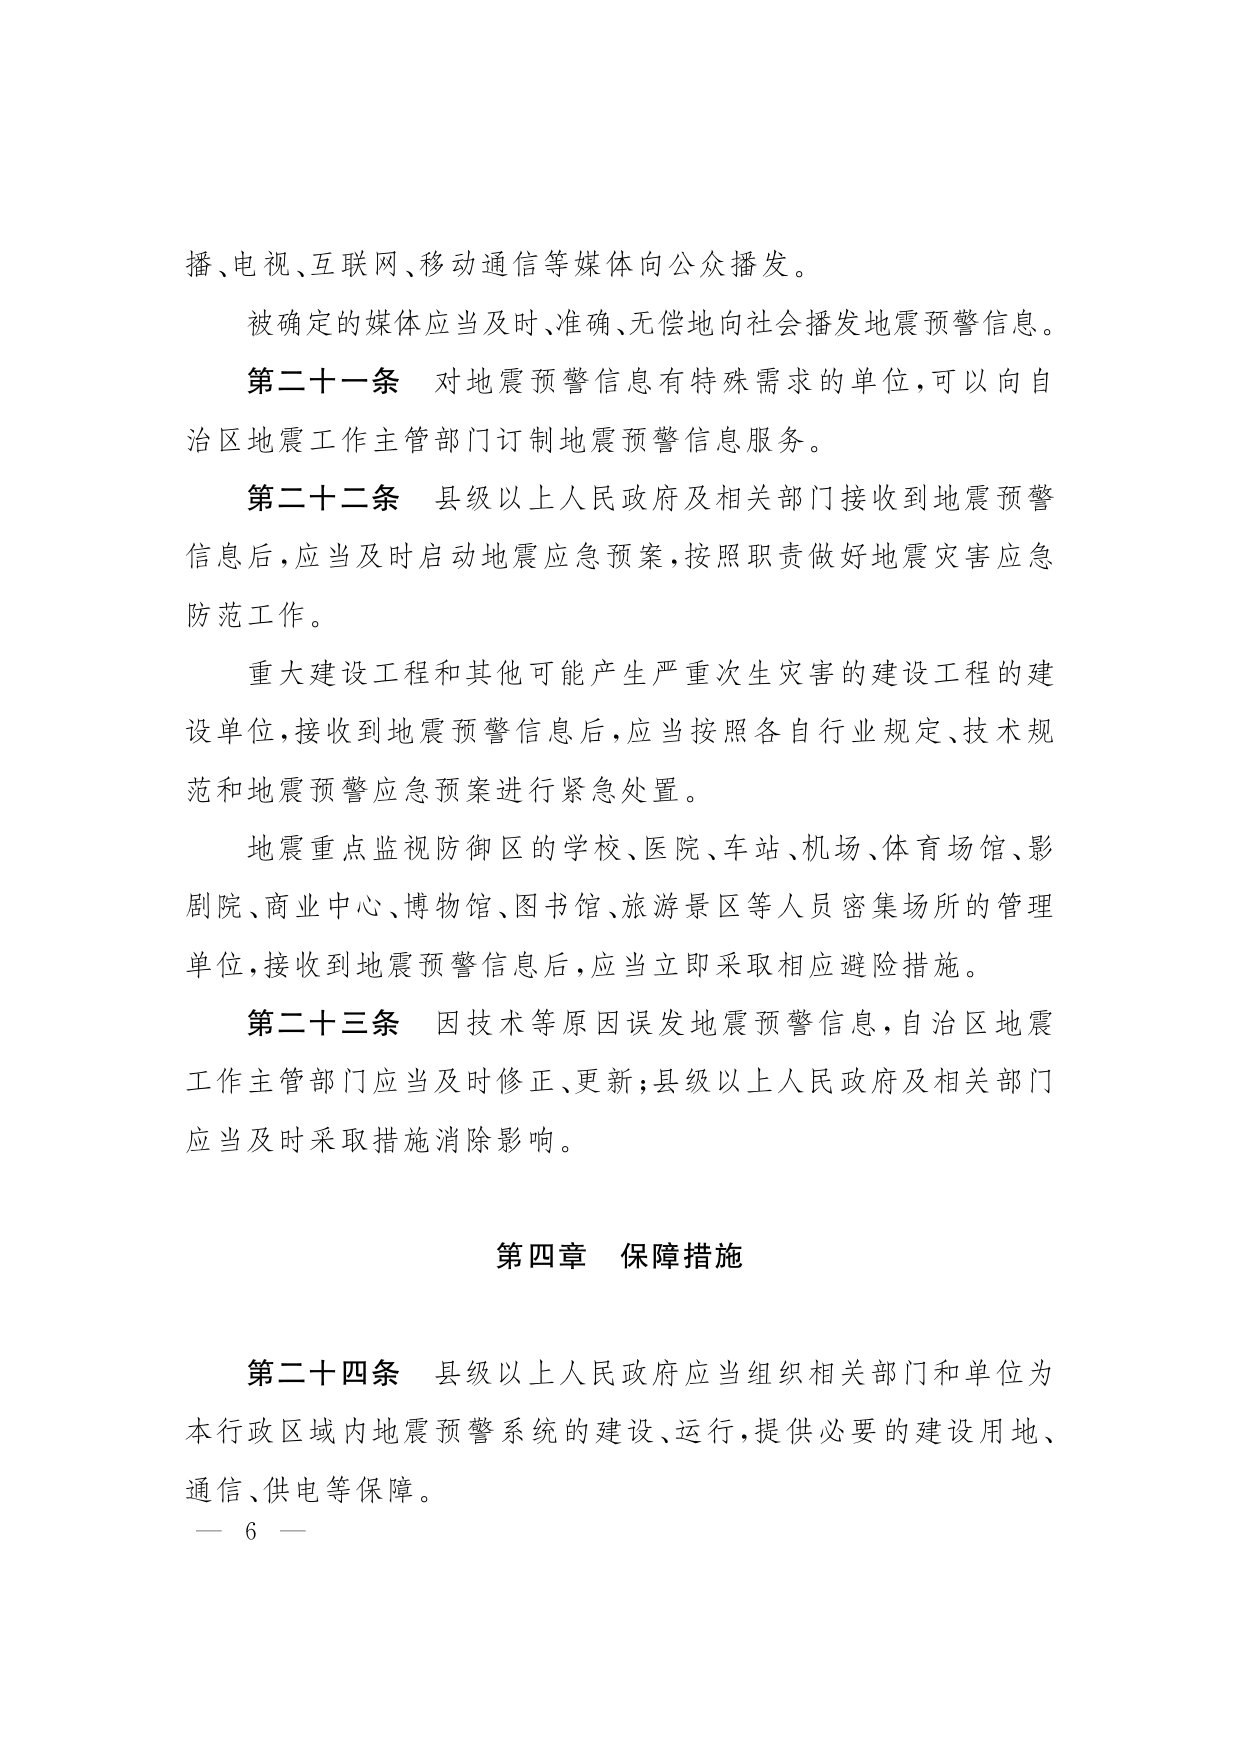 播、电视、互联网、移动通信等媒体向公众播发。
被确定的媒体应当及时、准确、无偿地向社会播发地震预警信息。
第二十一条　对地震预警信息有特殊需求的单位,可以向自
治区地震工作主管部门订制地震预警信息服务。
第二十二条　县级以上人民政府及相关部门接收到地震预警
信息后,应当及时启动地震应急预案,按照职责做好地震灾害应急
防范工作。
重大建设工程和其他可能产生严重次生灾害的建设工程的建
设单位,接收到地震预警信息后,应当按照各自行业规定、技术规
范和地震预警应急预案进行紧急处置。
地震重点监视防御区的学校、医院、车站、机场、体育场馆、影
剧院、商业中心、博物馆、图书馆、旅游景区等人员密集场所的管理
单位,接收到地震预警信息后,应当立即采取相应避险措施。
第二十三条　因技术等原因误发地震预警信息,自治区地震
工作主管部门应当及时修正、更新;县级以上人民政府及相关部门
应当及时采取措施消除影响。
第四章　保障措施
第二十四条　县级以上人民政府应当组织相关部门和单位为
本行政区域内地震预警系统的建设、运行,提供必要的建设用地、
通信、供电等保障。
— 6 —